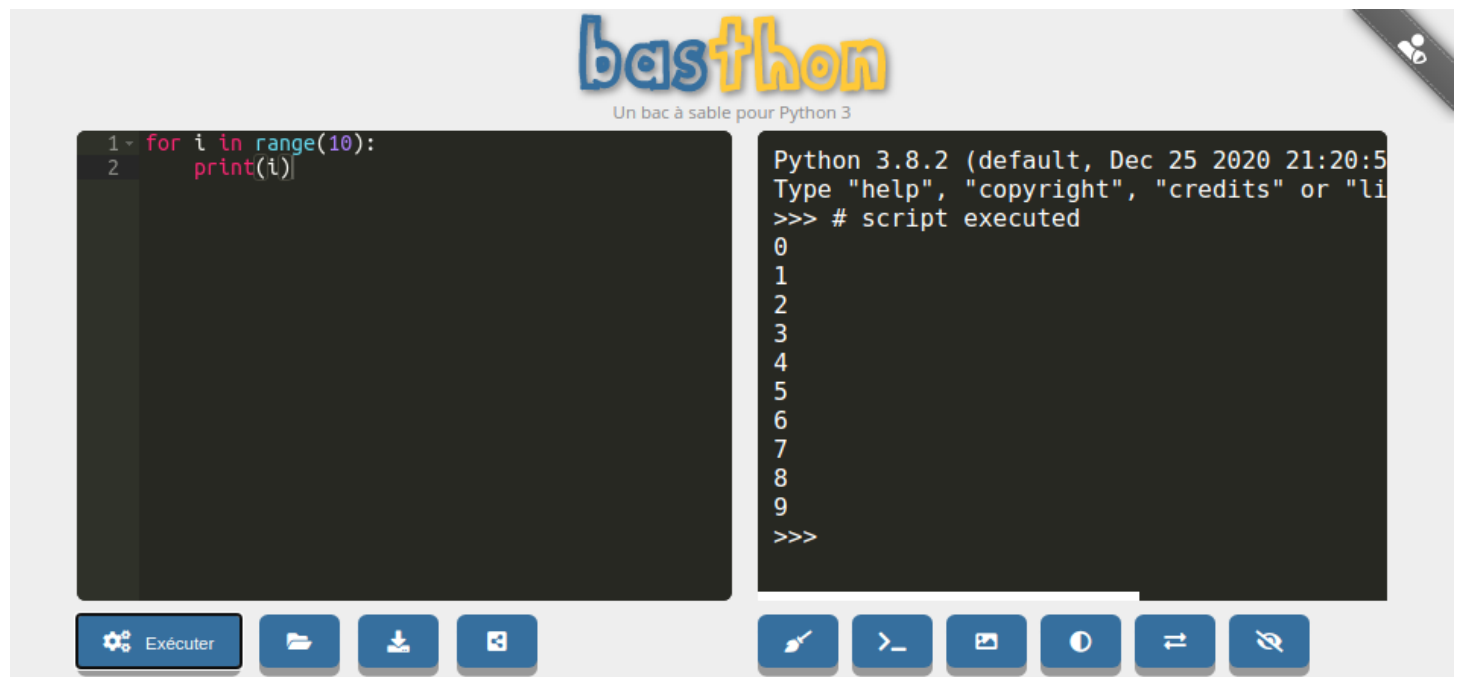 basthon
Un bac à sable pour Python 3
1 for i in range(10):
2 print(i)
Python 3.8.2 (default, Dec 25 2020 21:20:5
Type "help", "copyright", "credits" or "li
>>> # script executed
0
1
2
3
4
5
6
7
8
9
>>>
Exécuter